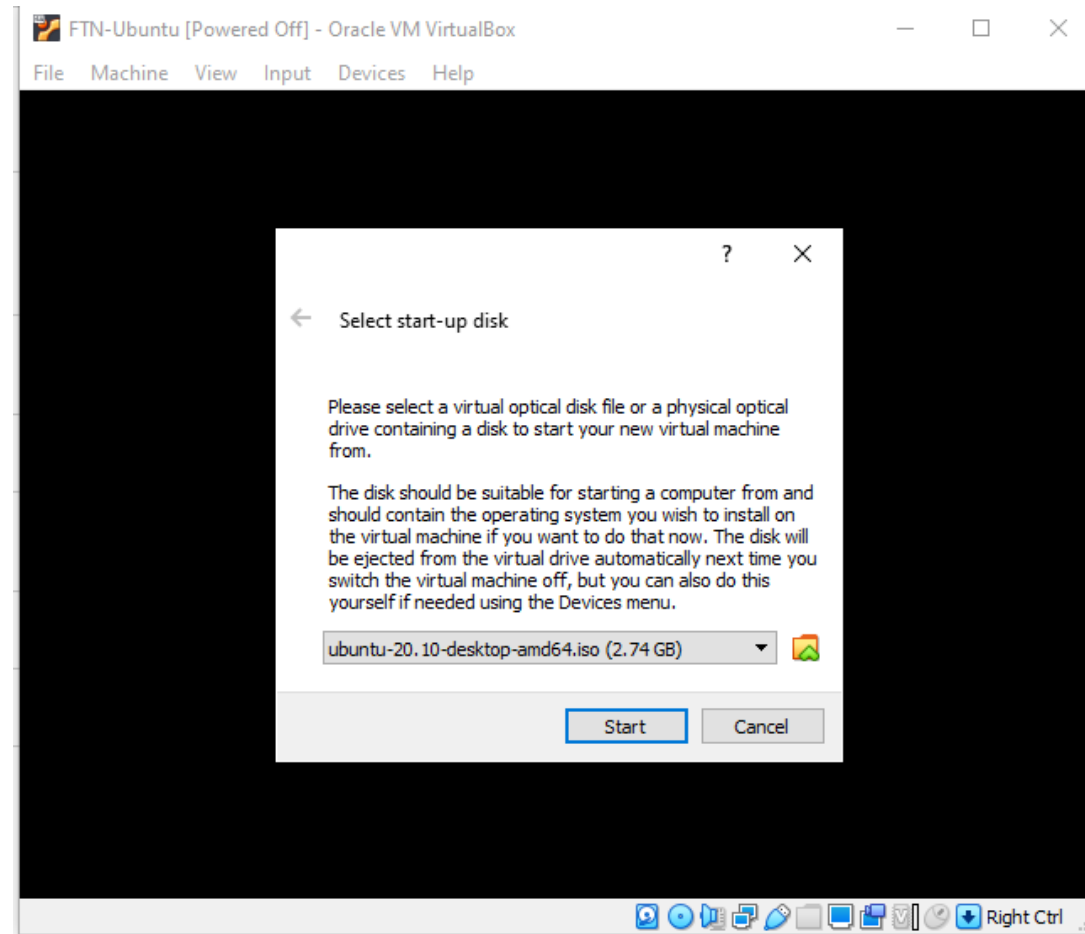 FTN-Ubuntu [Powered Off] - Oracle VM VirtualBox
File Machine View Input Devices Help
?
Select start-up disk
Please select a virtual optical disk file or a physical optical
drive containing a disk to start your new virtual machine
from.
The disk should be suitable for starting a computer from and
should contain the operating system you wish to install on
the virtual machine if you want to do that now. The disk will
be ejected from the virtual drive automatically next time you
switch the virtual machine off, but you can also do this
yourself if needed using the Devices menu.
ubuntu-20.10-desktop-amd64.iso (2.74 GB)
Start Cancel
Right Ctrl